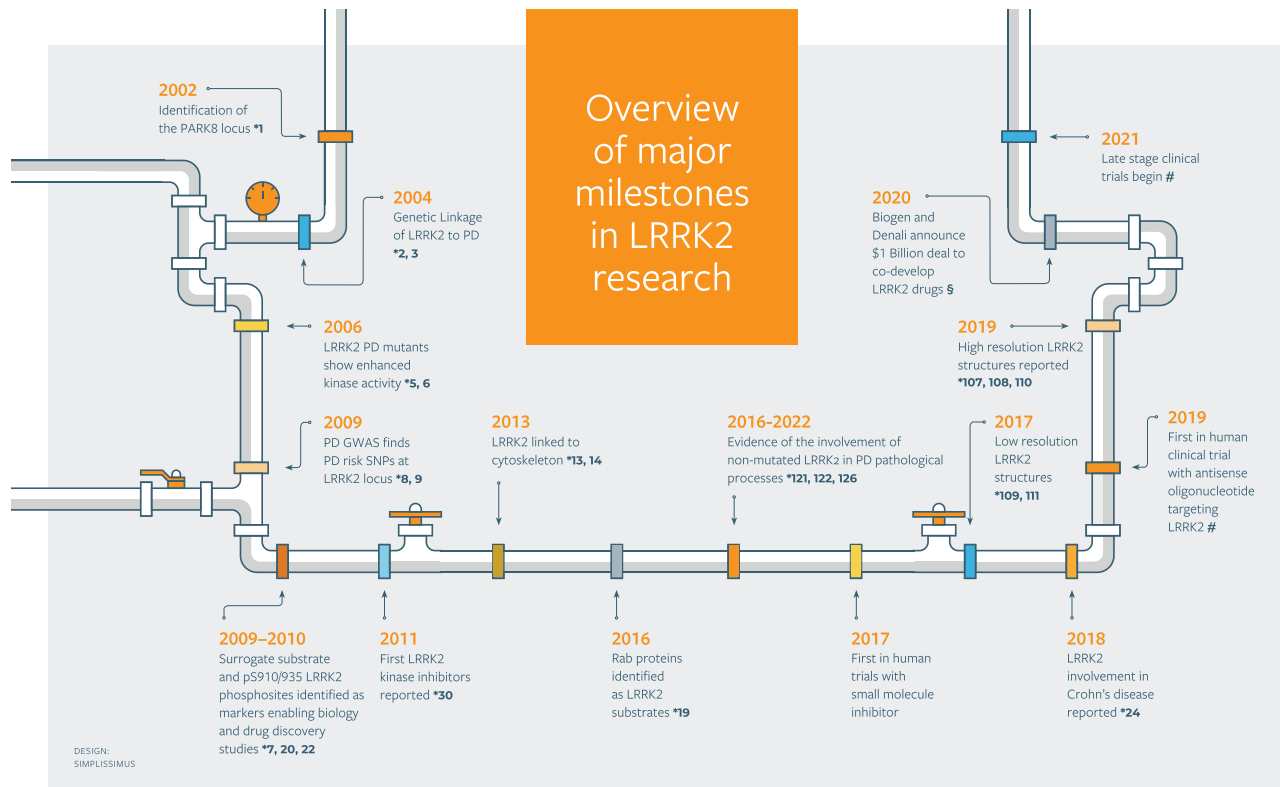 Overview
of major
milestones
in LRRK2
research
2002
Identification of
the PARK8 locus *1
2004
Genetic Linkage
of LRRK2 to PD
*2, 3
2006
LRRK2 PD mutants
show enhanced
kinase activity *5, 6
2009
PD GWAS finds
PD risk SNPs at
LRRK2 locus *8, 9
2009–2010
Surrogate substrate
and pS910/935 LRRK2
phosphosites identified as
markers enabling biology
and drug discovery
studies *7, 20, 22
2011
First LRRK2
kinase inhibitors
reported *30
2013
LRRK2 linked to
cytoskeleton *13, 14
2016
Rab proteins
identified
as LRRK2
substrates *19
2016-2022
Evidence of the involvement of
non-mutated LRRK2 in PD pathological
processes *121, 122, 126
2017
First in human
trials with
small molecule
inhibitor
2017
Low resolution
LRRK2
structures
*109, 111
2018
LRRK2
involvement in
Crohn’s disease
reported *24
2019
First in human
clinical trial
with antisense
oligonucleotide
targeting
LRRK2 #
2019
High resolution LRRK2
structures reported
*107, 108, 110
2020
Biogen and
Denali announce
$1 Billion deal to
co-develop
LRRK2 drugs §
2021
Late stage clinical
trials begin #
DESIGN:
SIMPLISSIMUS